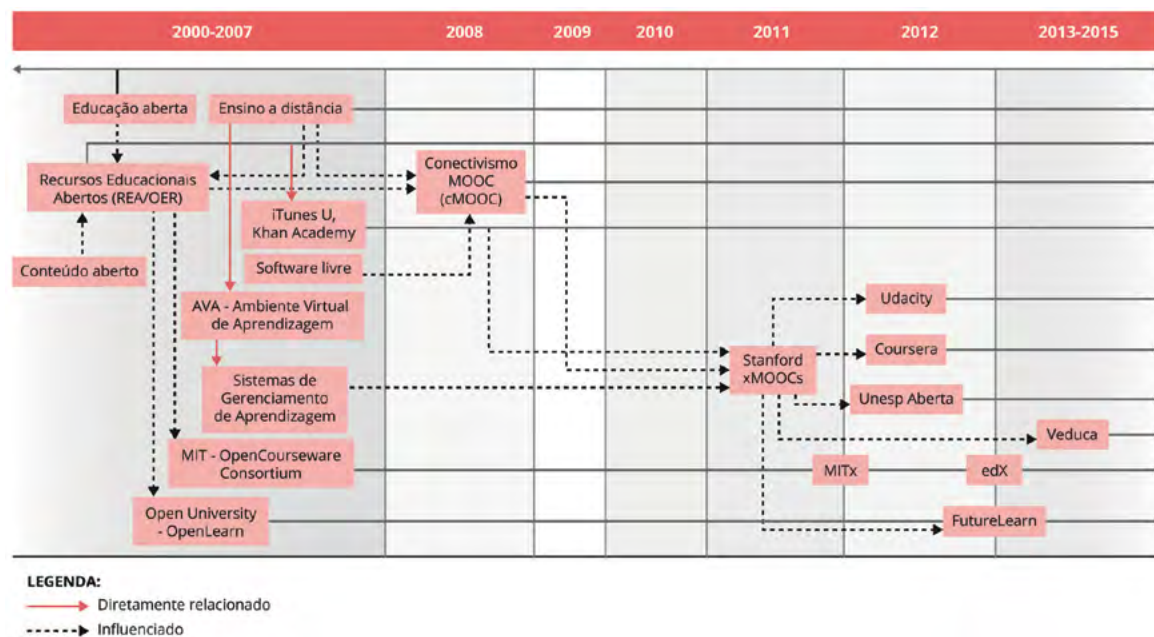 2000-2007
2008
2009
2010
2011
2012
2013-2015
Educação aberta
Ensino a distância
Recursos Educacionais
Abertos (REA/OER)
Conectivismo
MOOC
(cMOOC)
iTunes U,
Khan Academy
Conteúdo aberto
Software livre
AVA - Ambiente Virtual
de Aprendizagem
Udacity
Stanford
xMOOCs
Coursera
Sistemas de
Gerenciamento
de Aprendizagem
Unesp Aberta
Veduca
MIT - OpenCourseware
Consortium
MITx
edX
Open University
- OpenLearn
FutureLearn
LEGENDA:
Diretamente relacionado
Influenciado